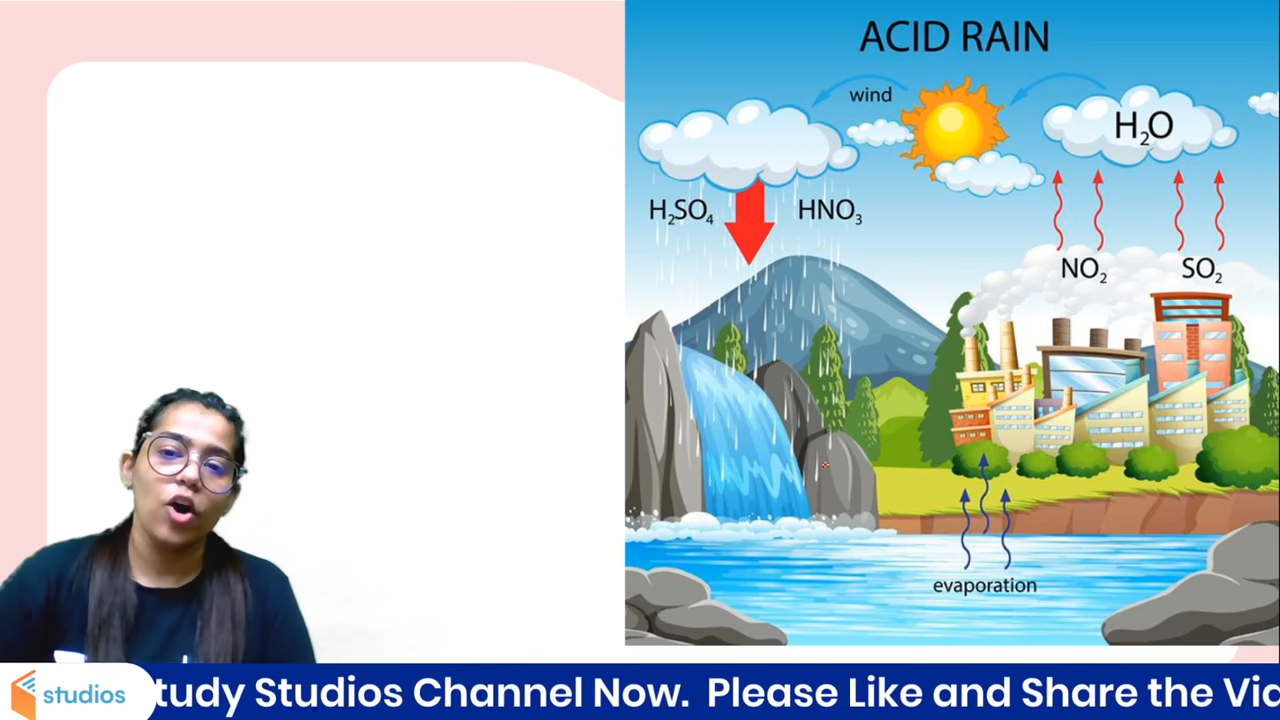 ACID RAIN
wind
H₂O
H₂SO₄
HNO₃
NO₂
SO₂
evaporation
studios
tudy Studios Channel Now. Please Like and Share the